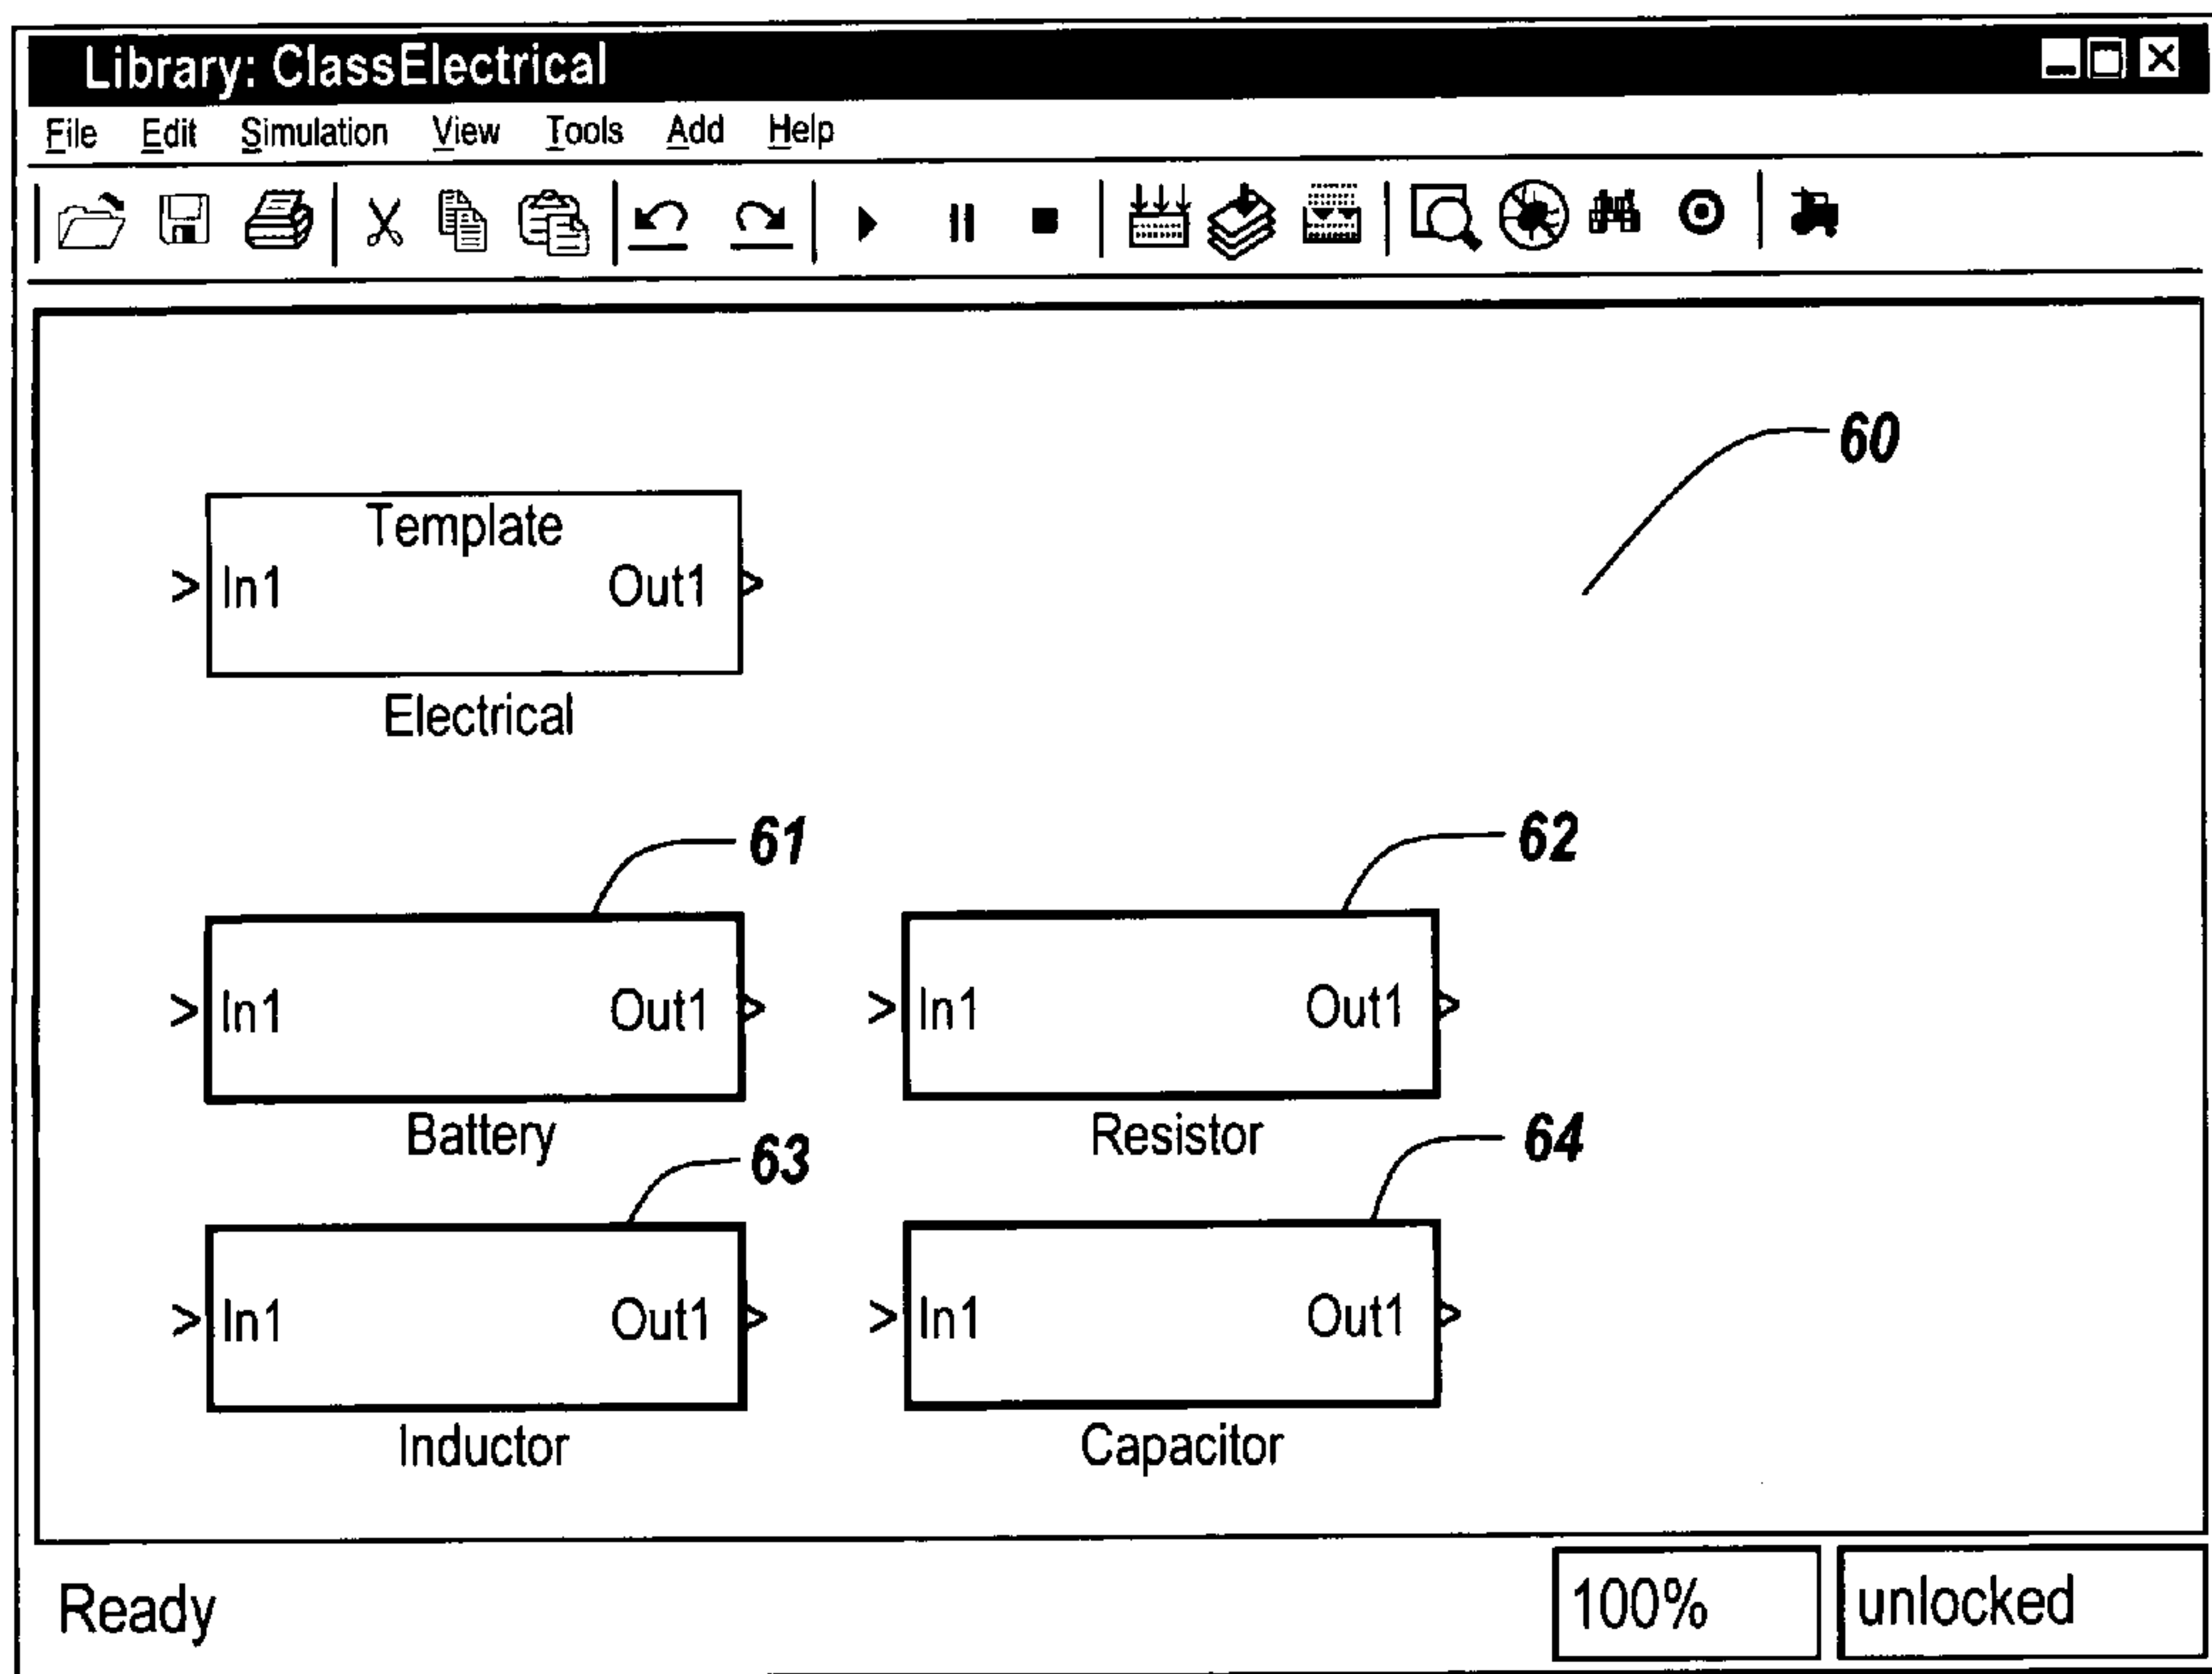 Library: ClassElectrical
File Edit Simulation View Tools Add Help
60
Template
> In1 Out1 >
Electrical
61 62
> In1 Out1 > > In1 Out1 >
Battery Resistor
63 64
> In1 Out1 > > In1 Out1 >
Inductor Capacitor
Ready 100% unlocked